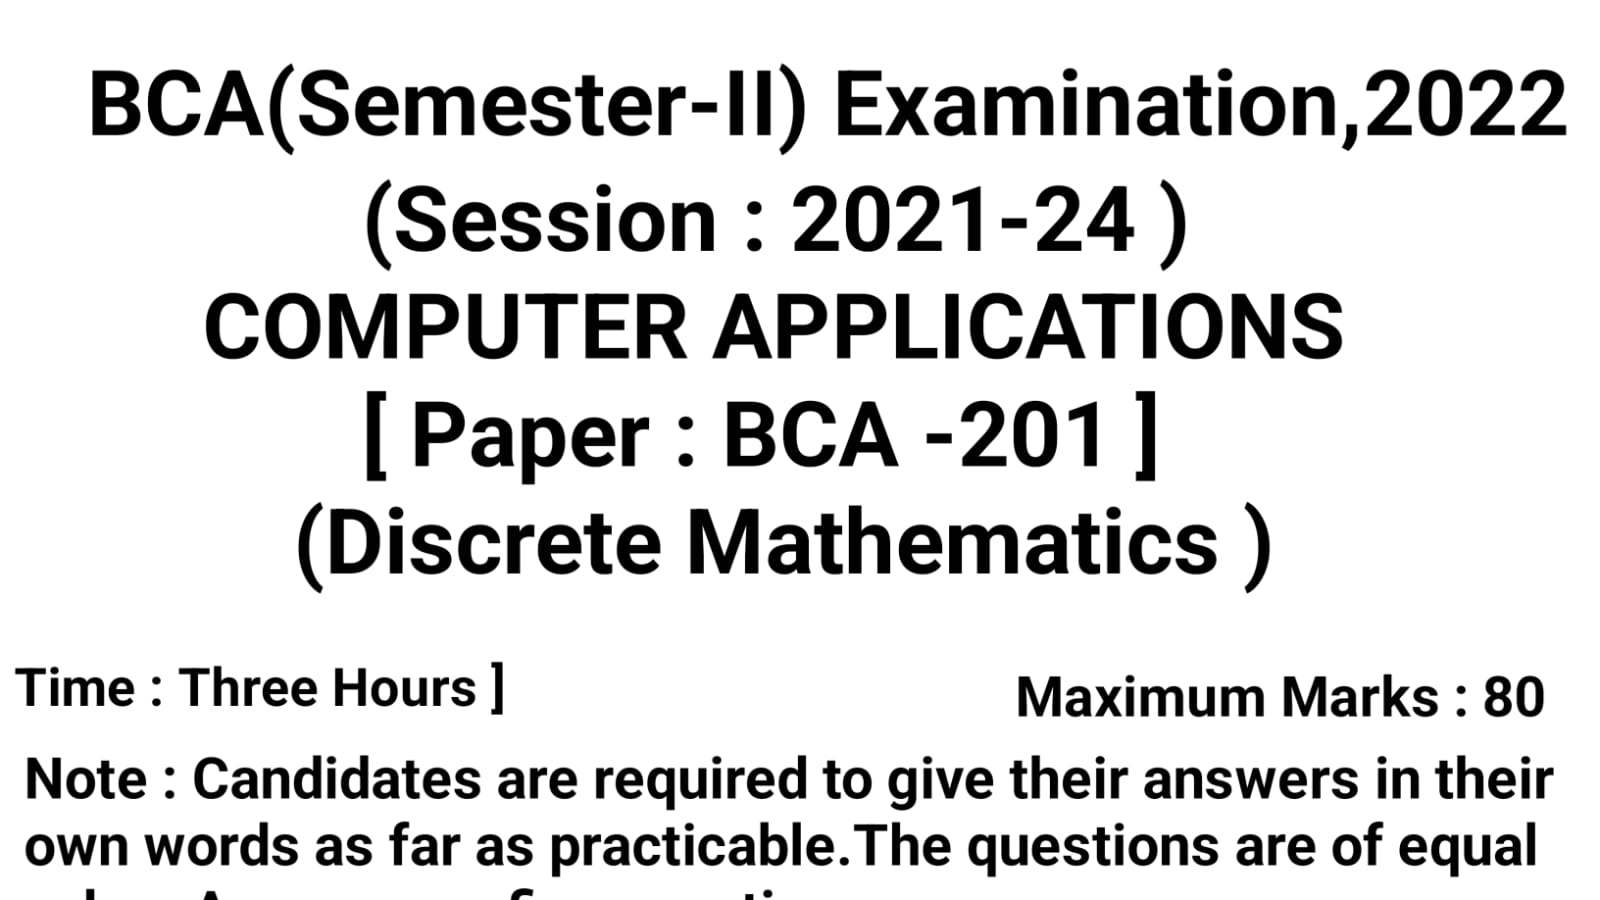 BCA(Semester-II) Examination,2022
(Session : 2021-24 )
COMPUTER APPLICATIONS
[ Paper : BCA -201 ]
(Discrete Mathematics )
Time : Three Hours ]
Maximum Marks : 80
Note : Candidates are required to give their answers in their
own words as far as practicable.The questions are of equal